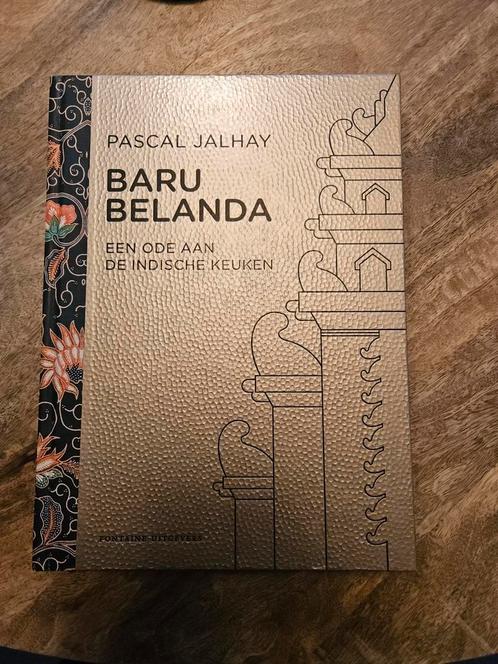 PASCAL JALHAY
BARU
BELANDA
EEN ODE AAN
DE INDISCHE KEUKEN
FONTAINE UITGEVERS